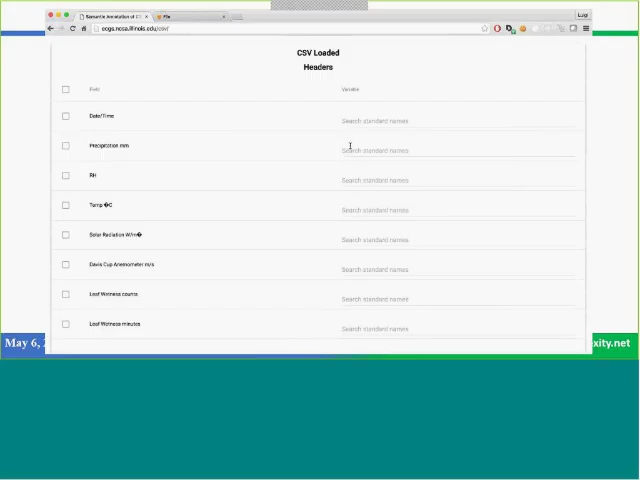 Semantic Annotation of C
File
Luigi
ecgs.ncsa.illinois.edu/csv/
CSV Loaded
Headers
Field
Variable
Date/Time
Search standard names
Precipitation mm
Search standard names
RH
Search standard names
Temp �C
Search standard names
Solar Radiation W/m�
Search standard names
Davis Cup Anemometer m/s
Search standard names
Leaf Wetness counts
Search standard names
Leaf Wetness minutes
Search standard names
May 6,
xity.net